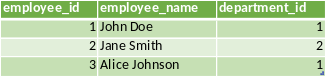 employee_id employee_name department_id
1 John Doe 1
2 Jane Smith 2
3 Alice Johnson 1